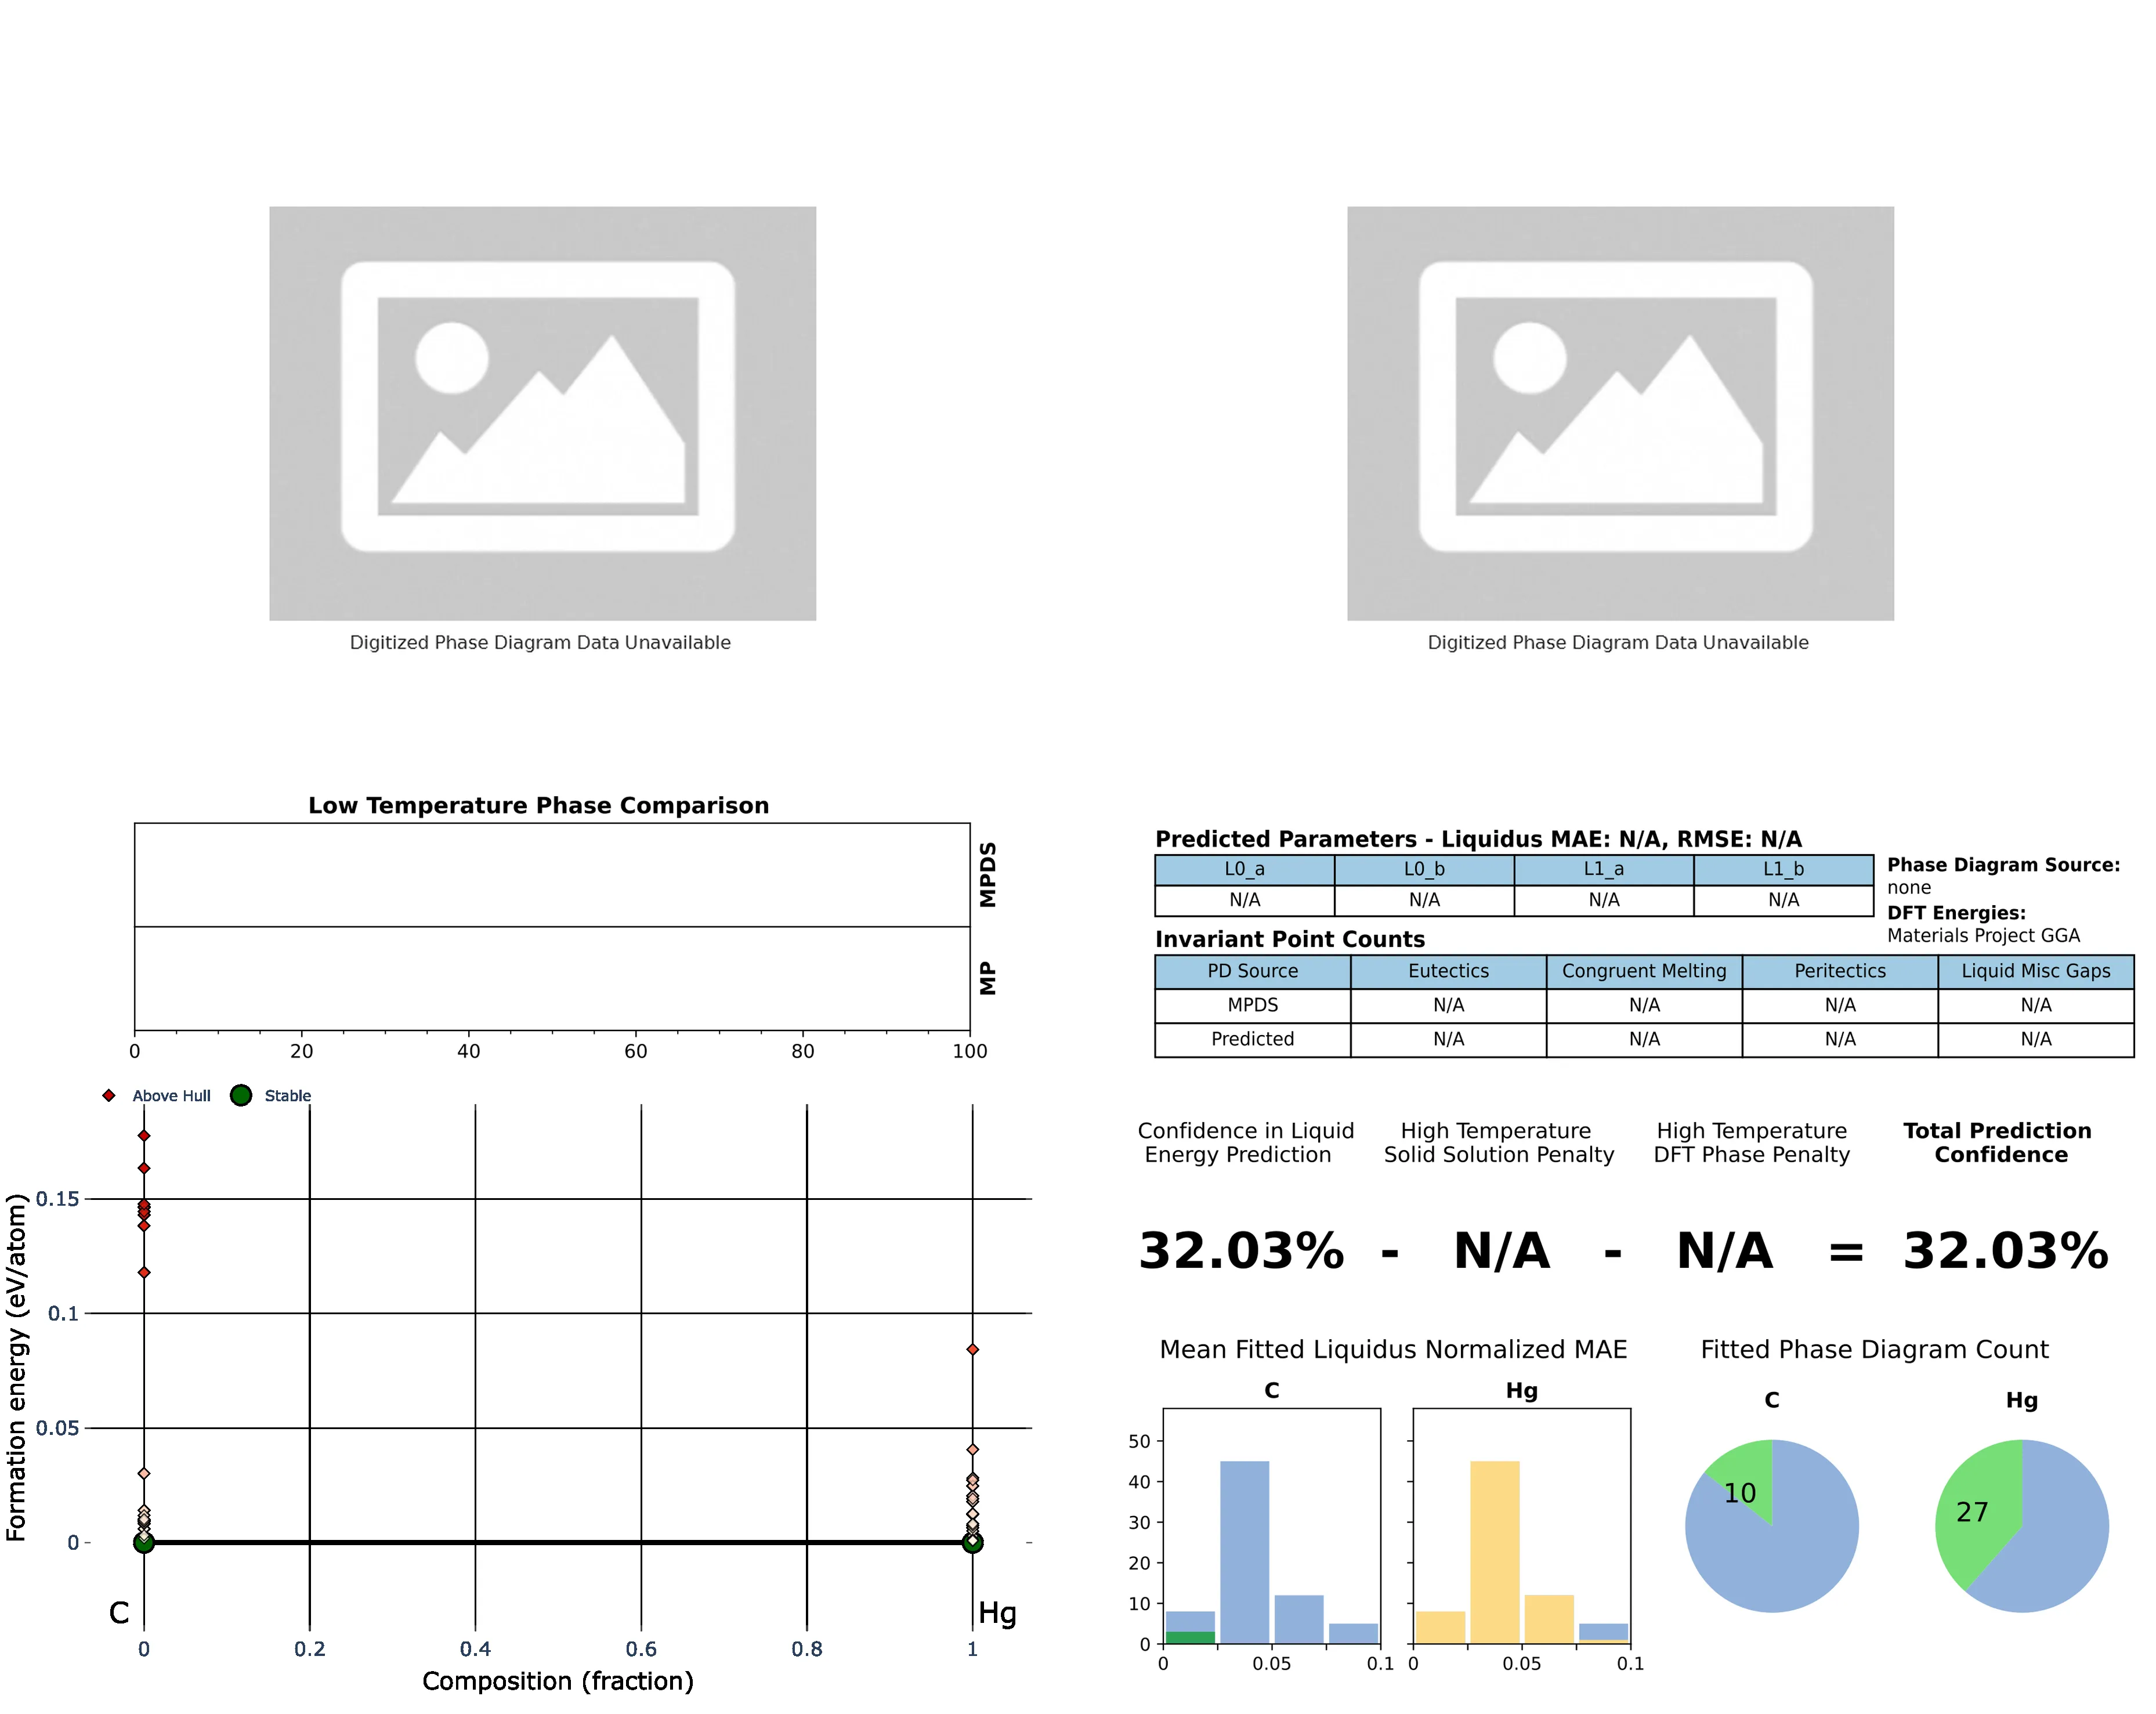 Digitized Phase Diagram Data Unavailable
Digitized Phase Diagram Data Unavailable
Low Temperature Phase Comparison
MPDS
MP
0 20 40 60 80 100
Predicted Parameters - Liquidus MAE: N/A, RMSE: N/A
L0_a L0_b L1_a L1_b
N/A N/A N/A N/A
Phase Diagram Source:
none
DFT Energies:
Materials Project GGA
Invariant Point Counts
PD Source Eutectics Congruent Melting Peritectics Liquid Misc Gaps
MPDS N/A N/A N/A N/A
Predicted N/A N/A N/A N/A
Above Hull Stable
Formation energy (eV/atom)
0.15
0.1
0.05
0
C Hg
0 0.2 0.4 0.6 0.8 1
Composition (fraction)
Confidence in Liquid
Energy Prediction
High Temperature
Solid Solution Penalty
High Temperature
DFT Phase Penalty
Total Prediction
Confidence
32.03% - N/A - N/A = 32.03%
Mean Fitted Liquidus Normalized MAE
C Hg
50
40
30
20
10
0
0 0.05 0.1 0 0.05 0.1
Fitted Phase Diagram Count
C Hg
10 27